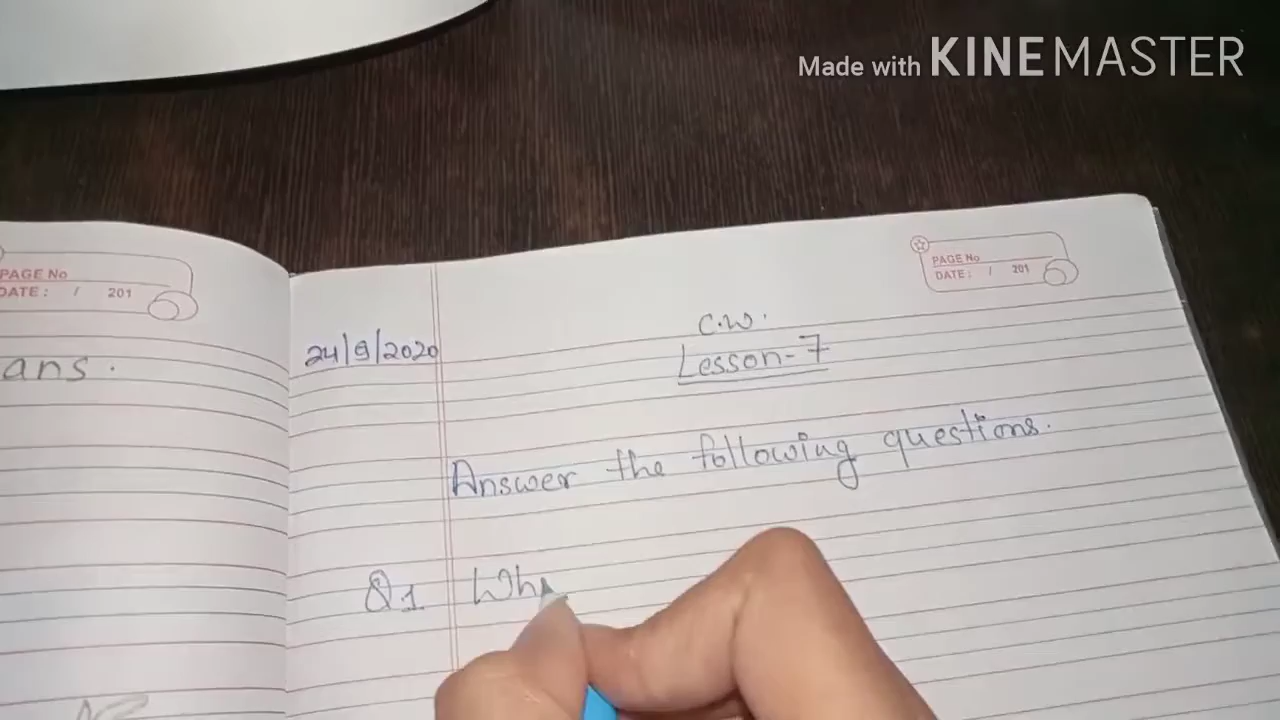 Made with KINEMASTER
PAGE No
DATE: / 201
PAGE No
DATE: / 201
ans.
24/9/2020
C.W.
Lesson-7
Answer the following questions.
Q1